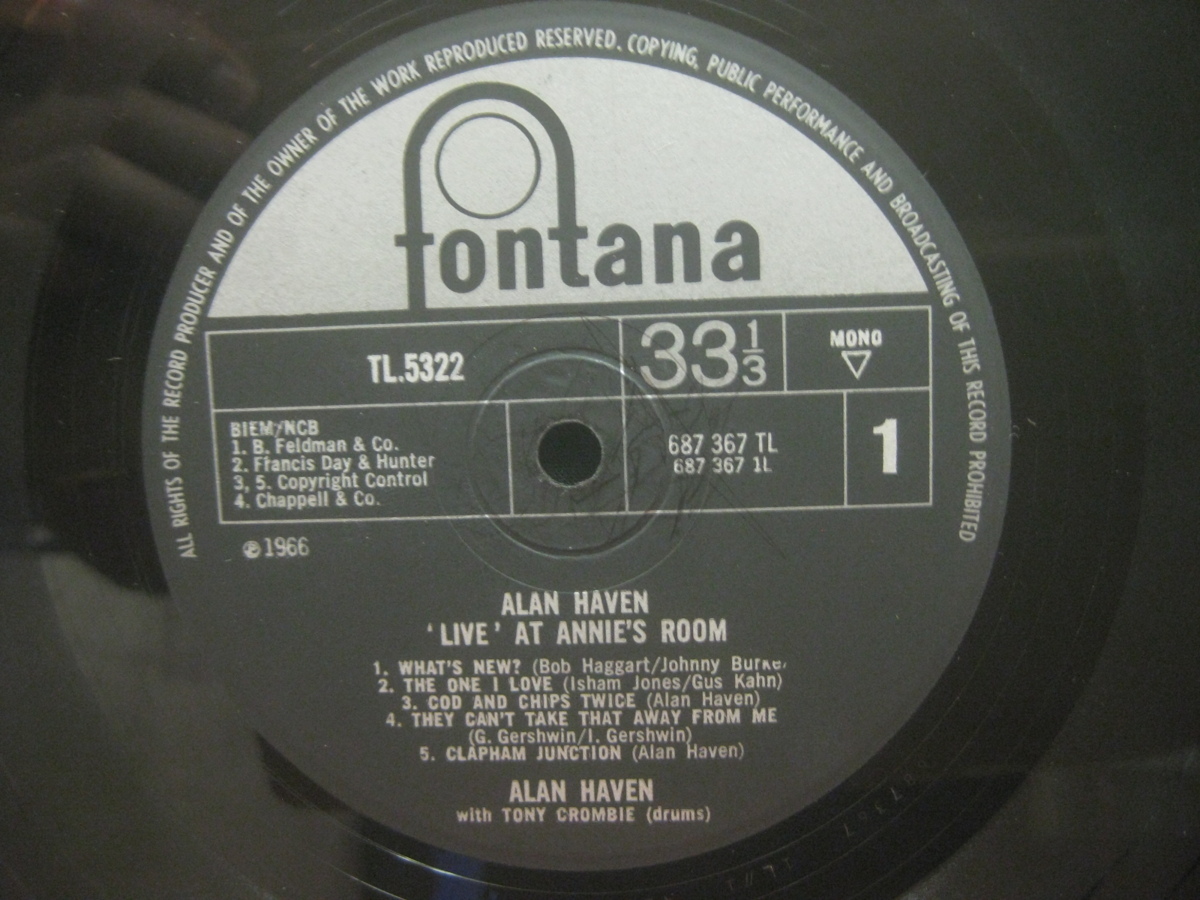 ALL RIGHTS OF THE RECORD PRODUCER AND OF THE OWNER OF THE WORK REPRODUCED RESERVED. COPYING, PUBLIC PERFORMANCE AND BROADCASTING OF THIS RECORD PROHIBITED
fontana
TL.5322
33 1/3
MONO
BIEM/NCB
1. B. Feldman & Co.
2. Francis Day & Hunter
3, 5. Copyright Control
4. Chappell & Co.
687 367 TL
687 367 1L
1
℗ 1966
ALAN HAVEN
'LIVE' AT ANNIE'S ROOM
1. WHAT'S NEW? (Bob Haggart/Johnny Burke,
2. THE ONE I LOVE (Isham Jones/Gus Kahn)
3. COD AND CHIPS TWICE (Alan Haven)
4. THEY CAN'T TAKE THAT AWAY FROM ME
(G. Gershwin/I. Gershwin)
5. CLAPHAM JUNCTION (Alan Haven)
ALAN HAVEN
with TONY CROMBIE (drums)